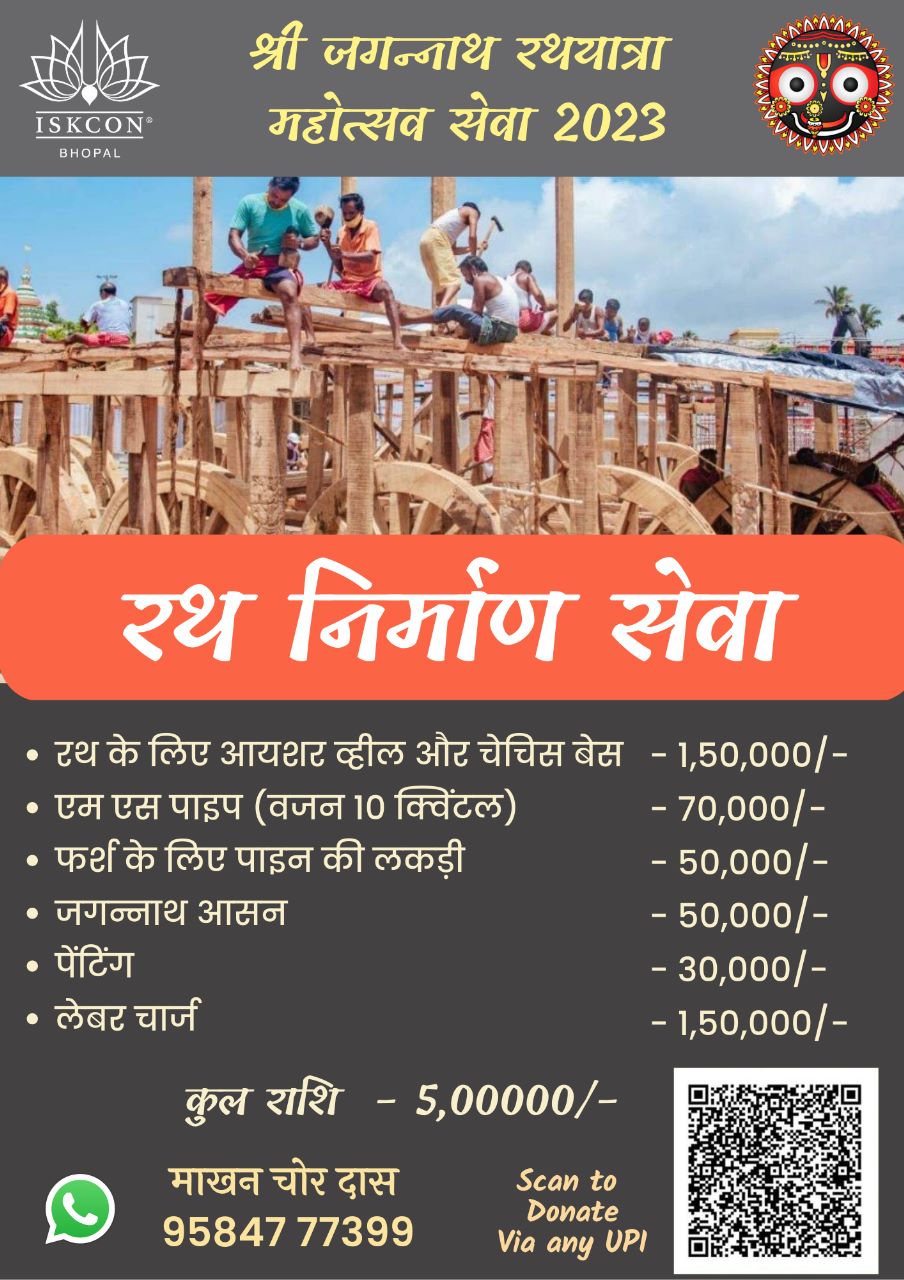 ISKCON®
BHOPAL
श्री जगन्नाथ रथयात्रा
महोत्सव सेवा 2023
रथ निर्माण सेवा
• रथ के लिए आयशर व्हील और चेचिस बेस - 1,50,000/-
• एम एस पाइप (वजन 10 क्विंटल) - 70,000/-
• फर्श के लिए पाइन की लकड़ी - 50,000/-
• जगन्नाथ आसन - 50,000/-
• पेंटिंग - 30,000/-
• लेबर चार्ज - 1,50,000/-
कुल राशि - 5,00000/-
माखन चोर दास
95847 77399
Scan to
Donate
Via any UPI